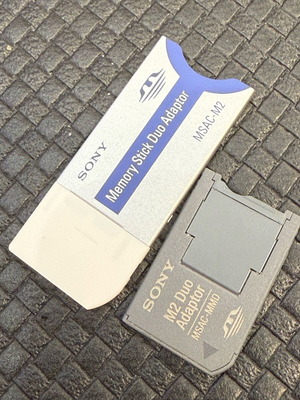 SONY
Memory Stick Duo Adaptor
MSAC-M2
SONY
M2 Duo
Adaptor
MSAC-MMD